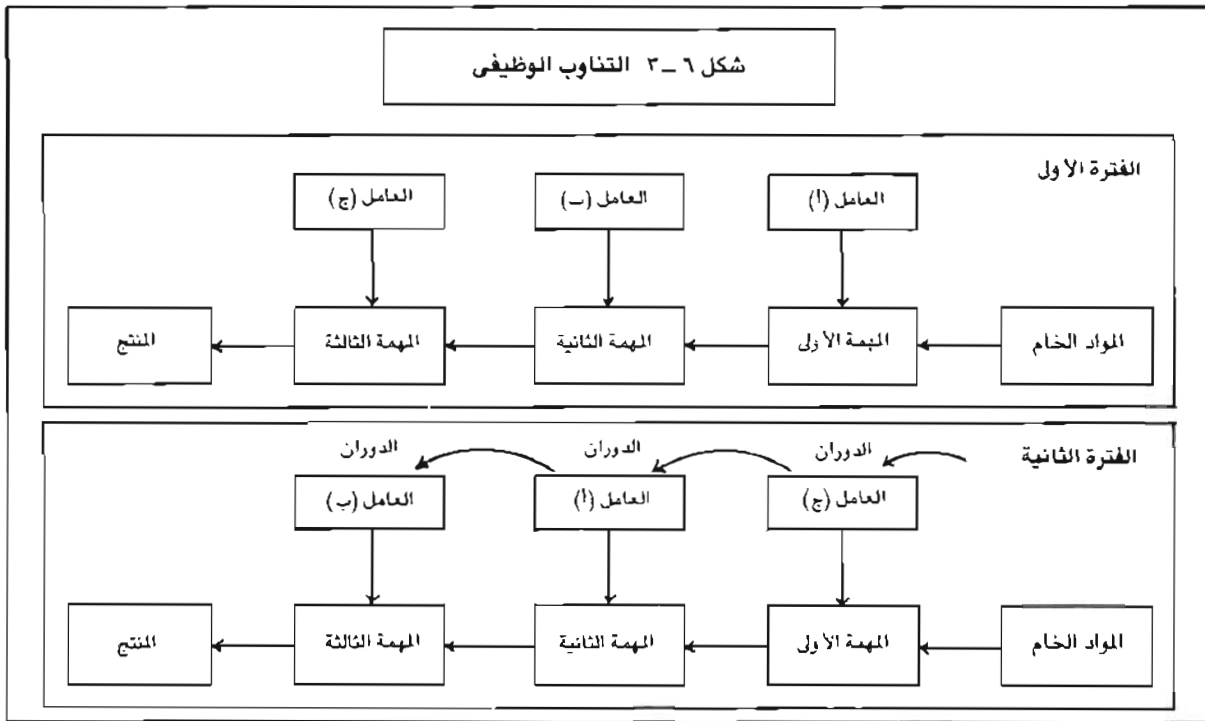 شكل ٦ – ٣ التناوب الوظيفى
الفترة الأولى
العامل (أ)
العامل (ب)
العامل (ج)
المواد الخام
المهمة الأولى
المهمة الثانية
المهمة الثالثة
المنتج
الفترة الثانية
الدوران
الدوران
الدوران
العامل (ج)
العامل (أ)
العامل (ب)
المواد الخام
المهمة الأولى
المهمة الثانية
المهمة الثالثة
المنتج